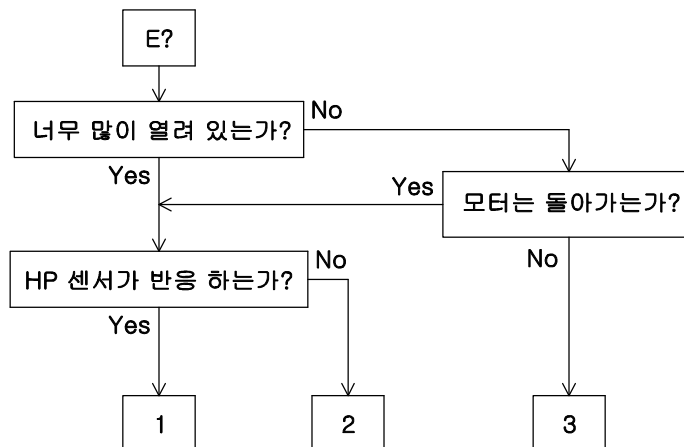 E?
너무 많이 열려 있는가?
No
Yes
Yes
모터는 돌아가는가?
HP 센서가 반응 하는가?
No
No
Yes
1
2
3